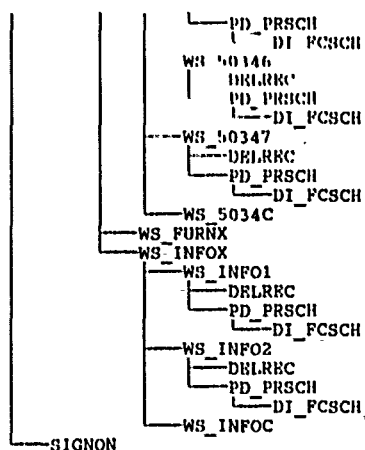 PD_PRSCH
DI_FCSCH
WS_50346
DELREC
PD_PRSCH
DI_FCSCH
WS_50347
DELREC
PD_PRSCH
DI_FCSCH
WS_5034C
WS_FURNX
WS_INFOX
WS_INFO1
DELREC
PD_PRSCH
DI_FCSCH
WS_INFO2
DELREC
PD_PRSCH
DI_FCSCH
WS_INFOC
SIGNON